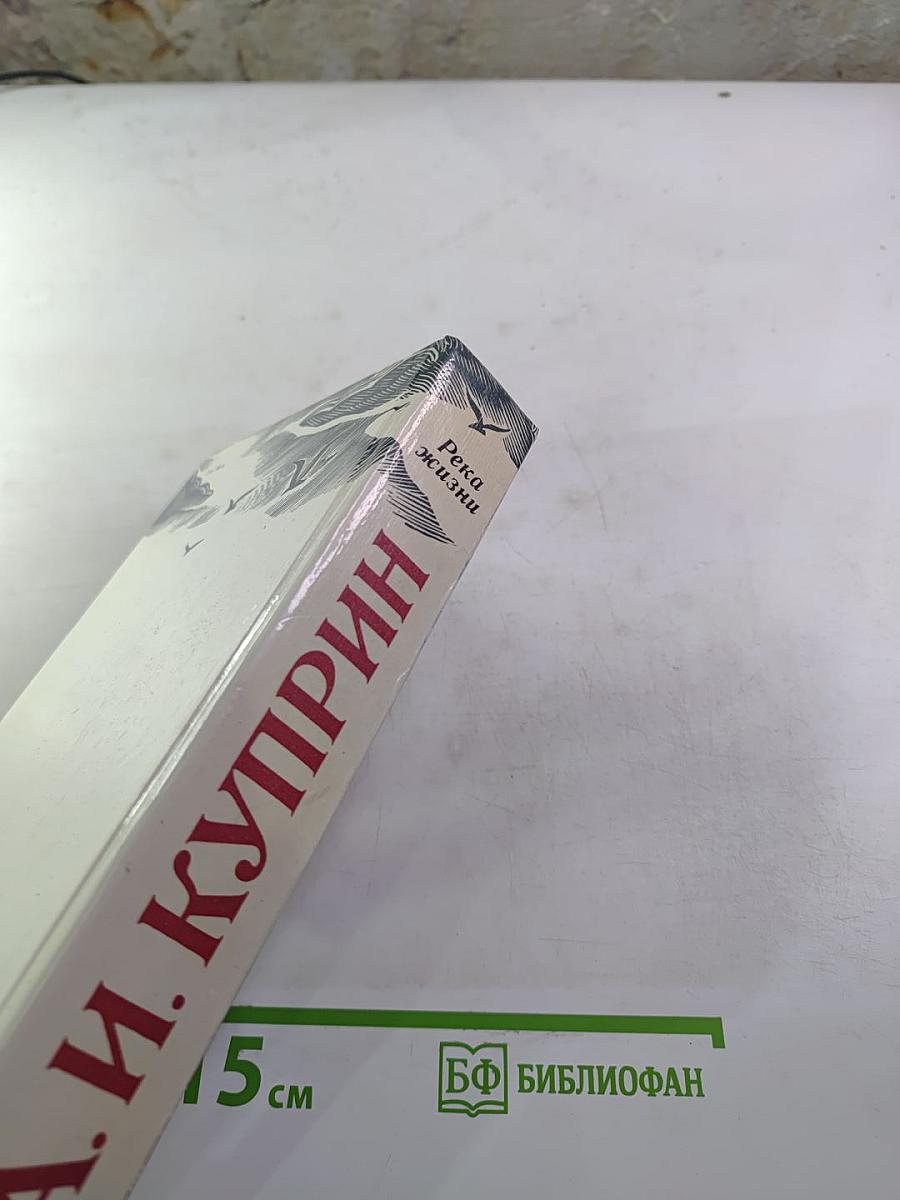 Река
жизни
А. И. КУПРИН
15 см
БФ БИБЛИОФАН